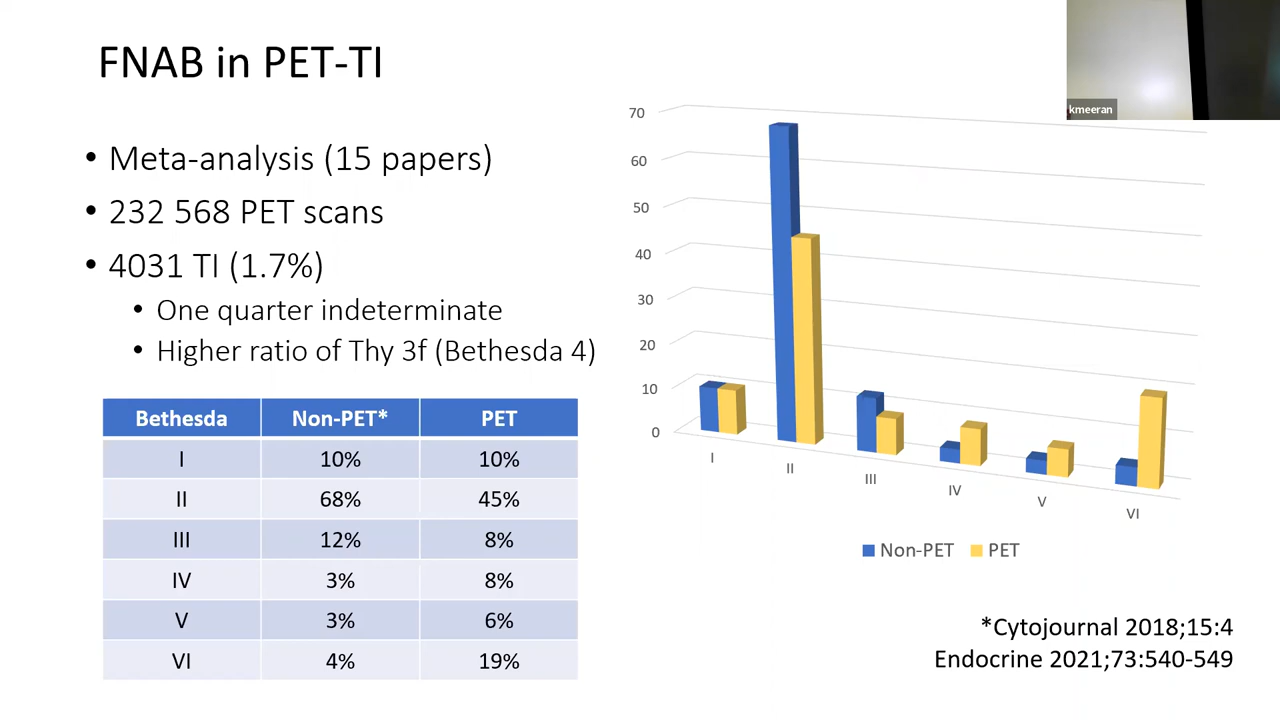 FNAB in PET-TI
kmeeran
• Meta-analysis (15 papers)
• 232 568 PET scans
• 4031 TI (1.7%)
• One quarter indeterminate
• Higher ratio of Thy 3f (Bethesda 4)
Bethesda Non-PET* PET
I 10% 10%
II 68% 45%
III 12% 8%
IV 3% 8%
V 3% 6%
VI 4% 19%
70
60
50
40
30
20
10
0
I II III IV V VI
Non-PET PET
*Cytojournal 2018;15:4
Endocrine 2021;73:540-549